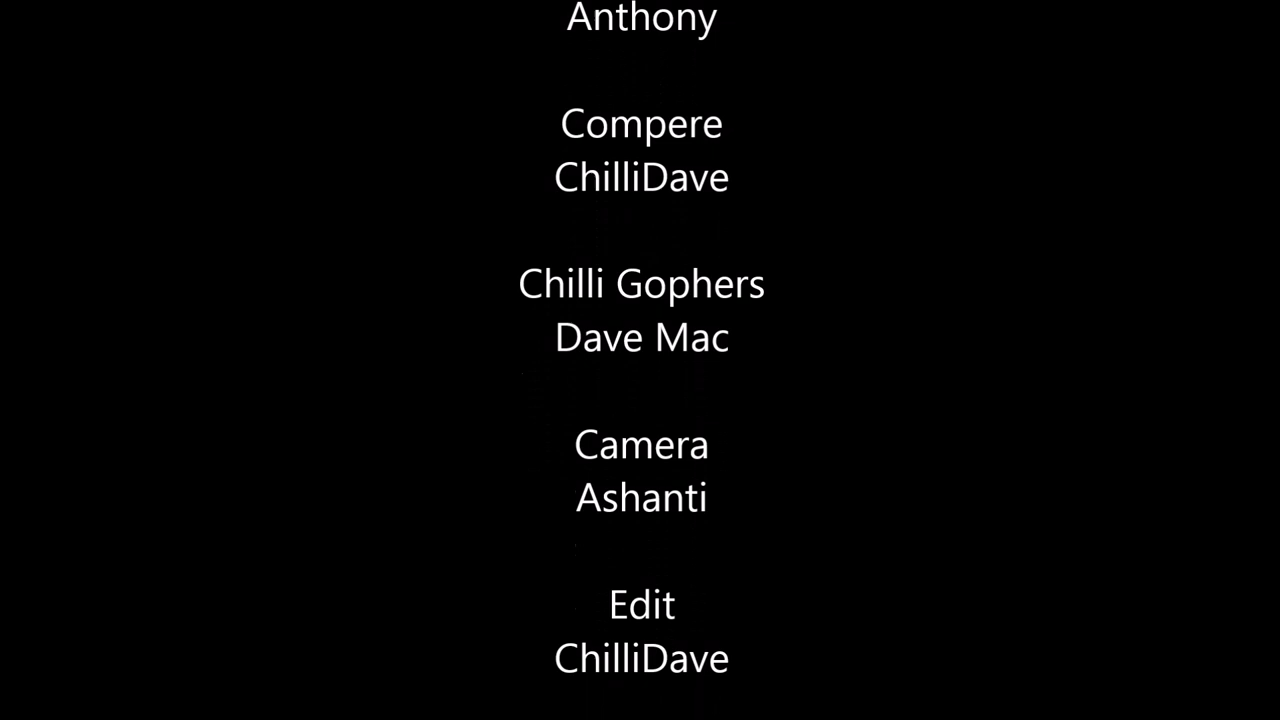 Anthony
Compere
ChilliDave
Chilli Gophers
Dave Mac
Camera
Ashanti
Edit
ChilliDave